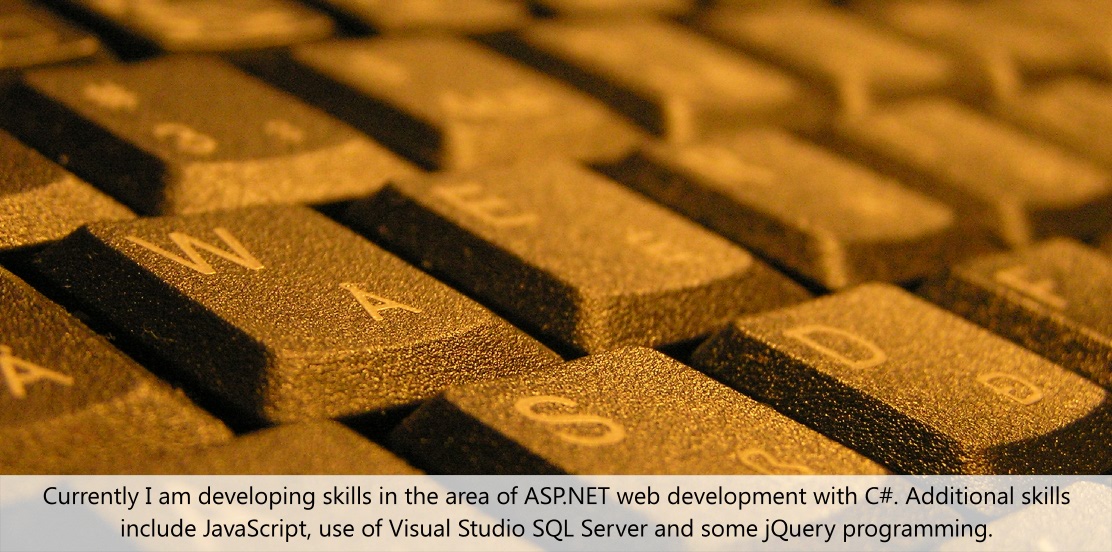 W
A
A
S
D
Currently I am developing skills in the area of ASP.NET web development with C#. Additional skills
include JavaScript, use of Visual Studio SQL Server and some jQuery programming.